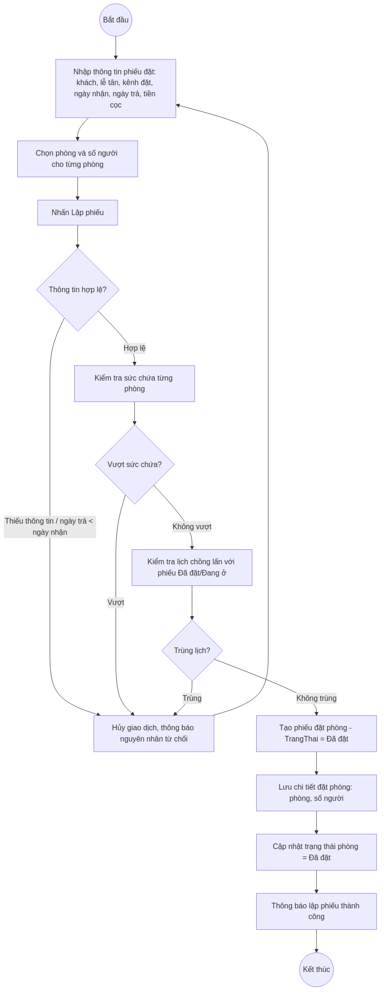 Bắt đầu
Nhập thông tin phiếu đặt:
khách, lễ tân, kênh đặt,
ngày nhận, ngày trả, tiền
cọc
Chọn phòng và số người
cho từng phòng
Nhấn Lập phiếu
Thông tin hợp lệ?
Hợp lệ
Kiểm tra sức chứa từng
phòng
Vượt sức chứa?
Thiếu thông tin / ngày trả <
ngày nhận
Không vượt
Kiểm tra lịch chồng lấn với
phiếu Đã đặt/Đang ở
Vượt
Trùng lịch?
Trùng
Không trùng
Hủy giao dịch, thông báo
nguyên nhân từ chối
Tạo phiếu đặt phòng -
TrangThai = Đã đặt
Lưu chi tiết đặt phòng:
phòng, số người
Cập nhật trạng thái phòng
= Đã đặt
Thông báo lập phiếu thành
công
Kết thúc